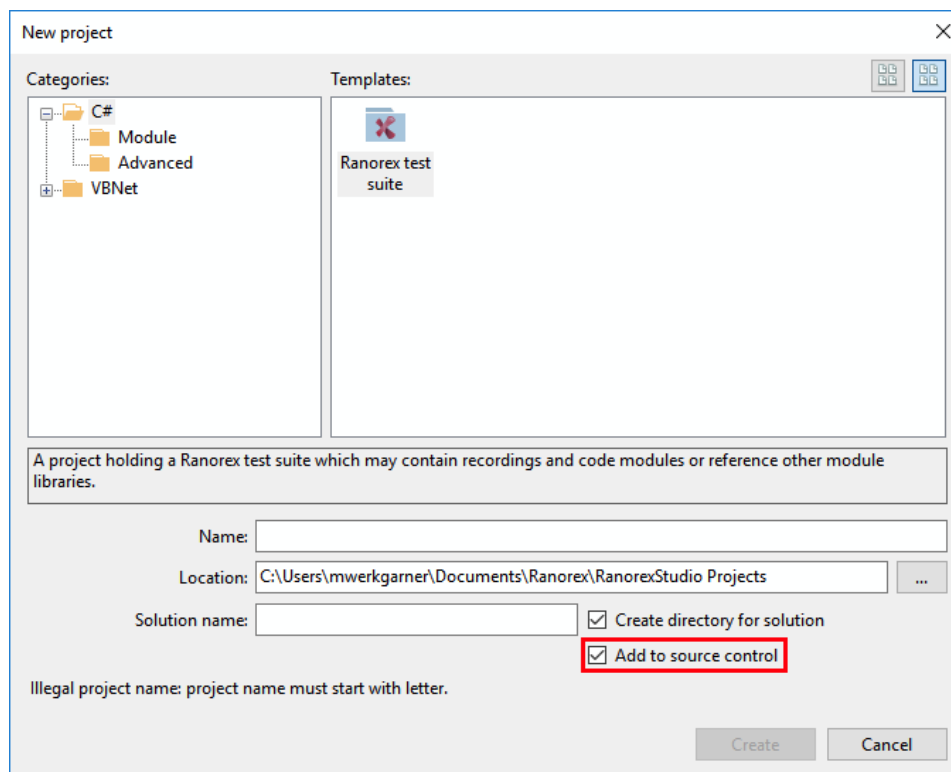 New project
Categories:
Templates:
C#
Module
Advanced
VBNet
Ranorex test
suite
A project holding a Ranorex test suite which may contain recordings and code modules or reference other module
libraries.
Name:
Location: C:\Users\mwerkgarner\Documents\Ranorex\RanorexStudio Projects ...
Solution name:
Create directory for solution
Add to source control
Illegal project name: project name must start with letter.
Create Cancel